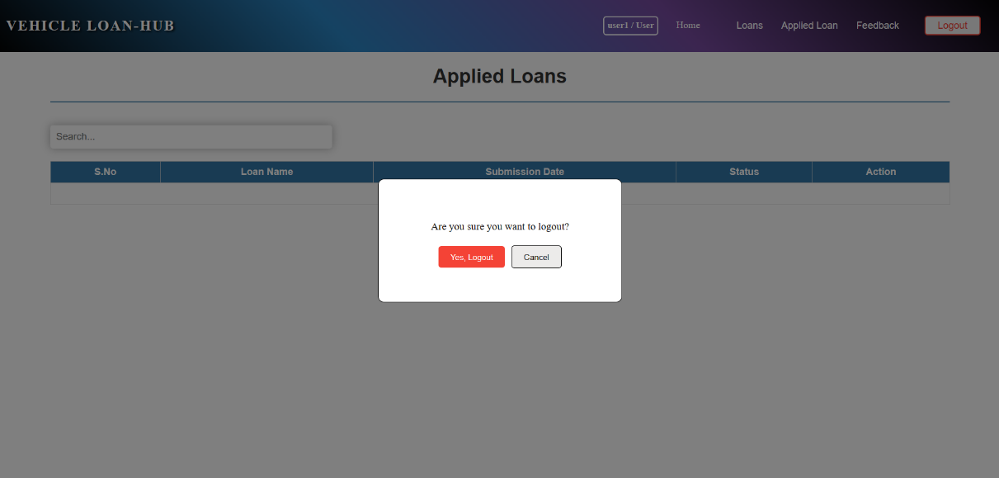 VEHICLE LOAN-HUB
user1 / User Home Loans Applied Loan Feedback Logout
Applied Loans
Search...
S.No Loan Name Submission Date Status Action
Are you sure you want to logout?
Yes, Logout Cancel